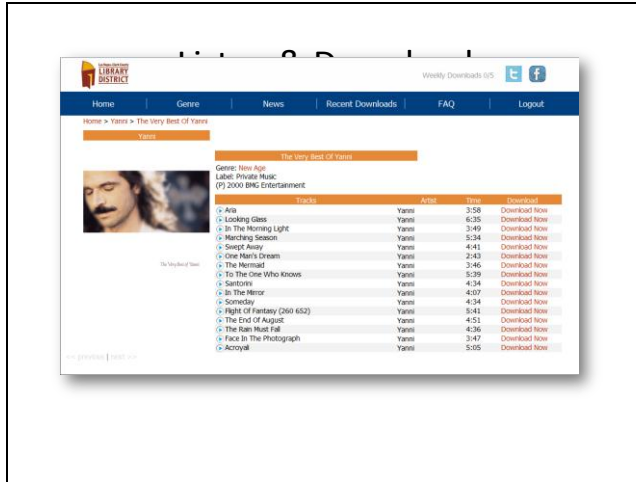 Las Vegas-Clark County
LIBRARY
DISTRICT
Weekly Downloads 0/5
Home | Genre | News | Recent Downloads | FAQ | Logout
Home > Yanni > The Very Best Of Yanni
Yanni
The Very Best Of Yanni
Genre: New Age
Label: Private Music
(P) 2000 BMG Entertainment
Tracks Artist Time Download
Aria Yanni 3:58 Download Now
Looking Glass Yanni 6:35 Download Now
In The Morning Light Yanni 3:49 Download Now
Marching Season Yanni 5:34 Download Now
Swept Away Yanni 4:41 Download Now
One Man's Dream Yanni 2:43 Download Now
The Mermaid Yanni 3:46 Download Now
To The One Who Knows Yanni 5:39 Download Now
Santorini Yanni 4:34 Download Now
In The Mirror Yanni 4:07 Download Now
Someday Yanni 4:34 Download Now
Flight Of Fantasy (260 652) Yanni 5:41 Download Now
The End Of August Yanni 4:51 Download Now
The Rain Must Fall Yanni 4:36 Download Now
Face In The Photograph Yanni 3:47 Download Now
Acroyali Yanni 5:05 Download Now
The Very Best of Yanni
<< previous | next >>